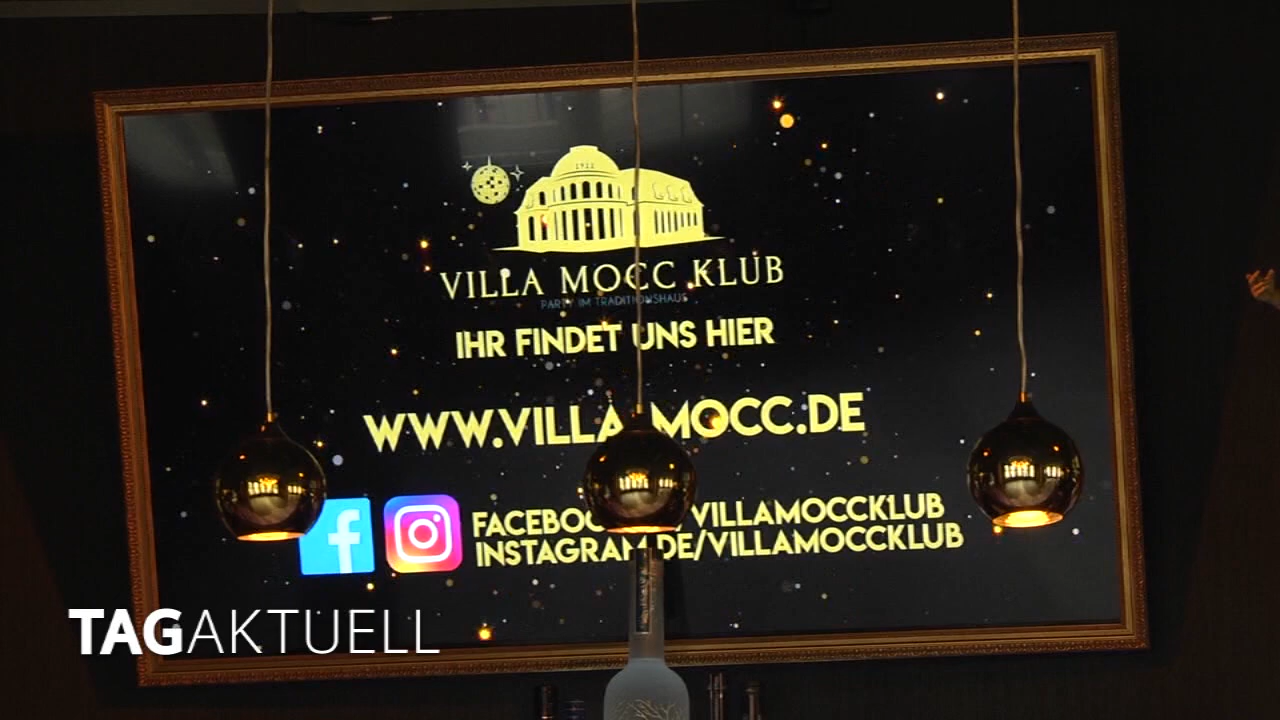 1922
VILLA MOCC KLUB
PARTY IM TRADITIONSHAUS
IHR FINDET UNS HIER
WWW.VILLA MOCC.DE
f
/VILLAMOCCKLUB
INSTAGRAM.DE/VILLAMOCCKLUB
TAGAKTUELL